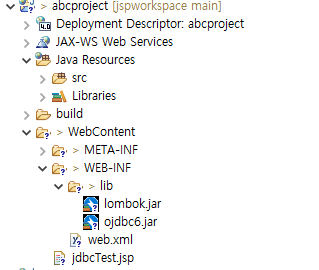 > abcproject [jspworkspace main]
Deployment Descriptor: abcproject
JAX-WS Web Services
Java Resources
src
Libraries
build
> WebContent
> META-INF
> WEB-INF
> lib
lombok.jar
ojdbc6.jar
web.xml
jdbcTest.jsp